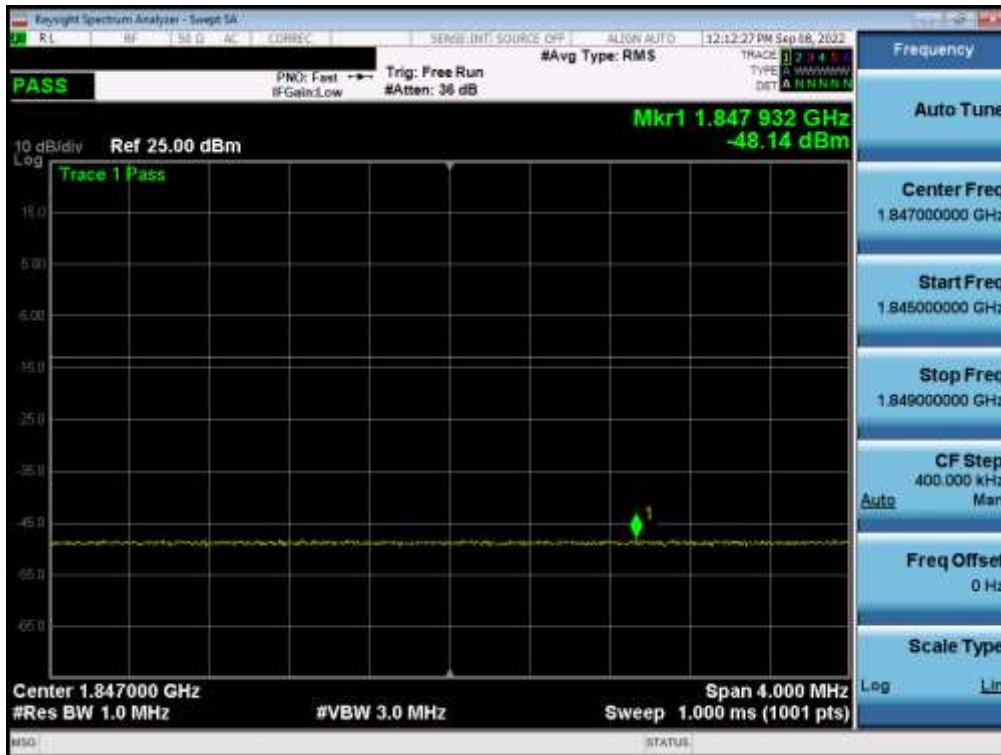 Keysight Spectrum Analyzer - Swept SA
RL RF 50 Ω AC CORREC SENSE:INT SOURCE OFF ALIGN AUTO 12:12:27 PM Sep 08, 2022
PASS
PNO: Fast
IFGain:Low
Trig: Free Run
#Atten: 36 dB
#Avg Type: RMS
TRACE 1 2 3 4 5 6
TYPE A WWWWW
DET A N N N N N
Mkr1 1.847 932 GHz
-48.14 dBm
10 dB/div
Log
Ref 25.00 dBm
Trace 1 Pass
15.0
5.00
-5.00
-15.0
-25.0
-35.0
-45.0
-55.0
-65.0
1
Center 1.847000 GHz
Span 4.000 MHz
#Res BW 1.0 MHz
#VBW 3.0 MHz
Sweep 1.000 ms (1001 pts)
MSG
STATUS
Frequency
Auto Tune
Center Freq
1.847000000 GHz
Start Freq
1.845000000 GHz
Stop Freq
1.849000000 GHz
CF Step
400.000 kHz
Auto Man
Freq Offset
0 Hz
Scale Type
Log Lin